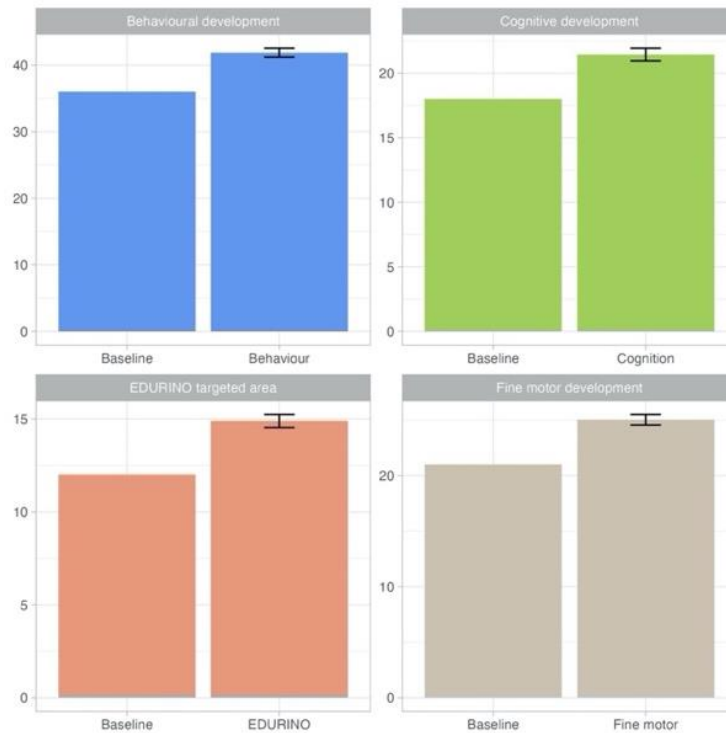 Behavioural development
Cognitive development
40
30
20
10
0
20
15
10
5
0
Baseline
Behaviour
Baseline
Cognition
EDURINO targeted area
Fine motor development
15
10
5
0
20
10
0
Baseline
EDURINO
Baseline
Fine motor